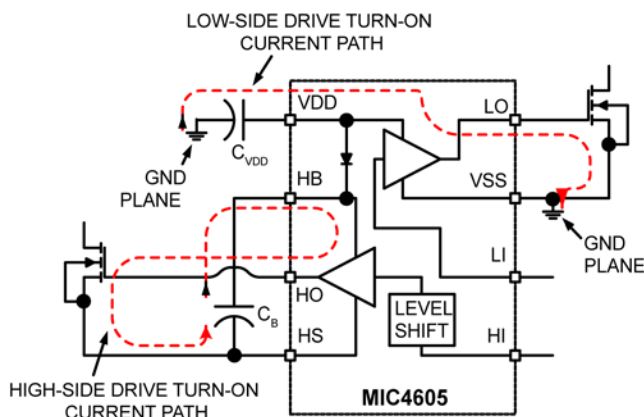 LOW-SIDE DRIVE TURN-ON
CURRENT PATH
VDD
LO
CVDD
GND
PLANE
HB
VSS
GND
PLANE
LI
HO
CB
LEVEL
SHIFT
HS
HI
HIGH-SIDE DRIVE TURN-ON
CURRENT PATH
MIC4605